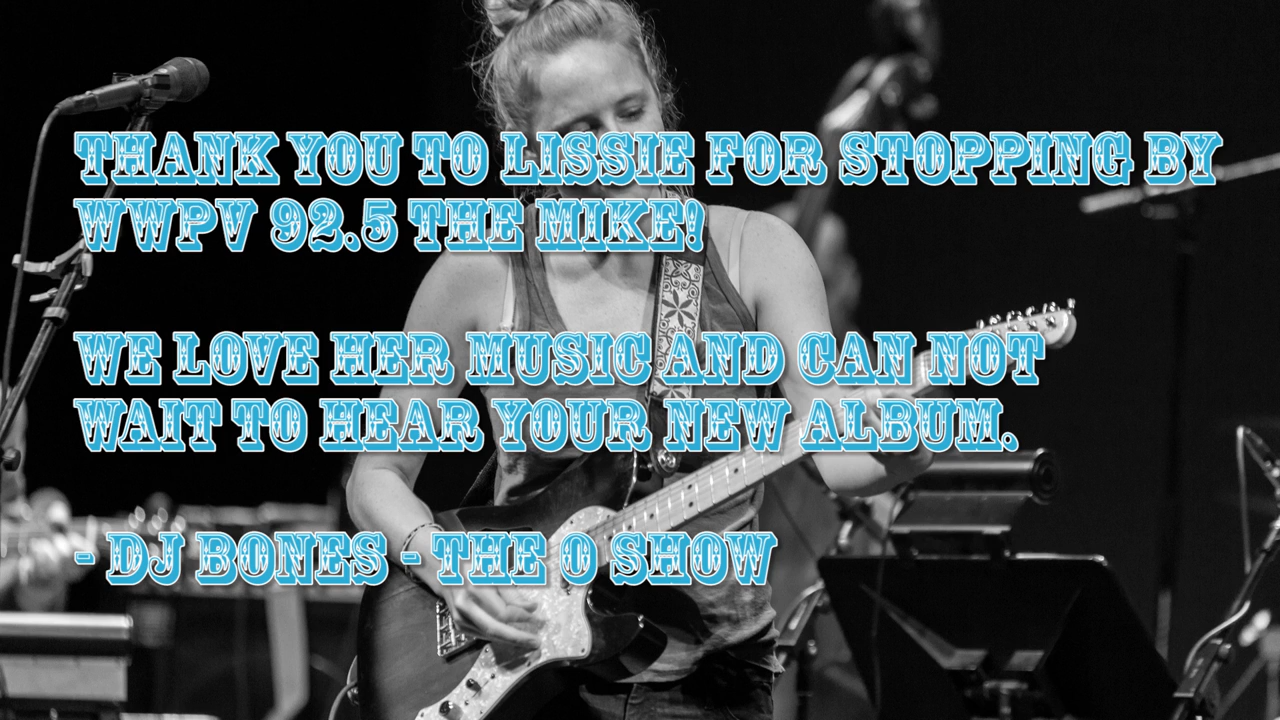 THANK YOU TO LISSIE FOR STOPPING BY
WWPV 92.5 THE MIKE!
WE LOVE HER MUSIC AND CAN NOT
WAIT TO HEAR YOUR NEW ALBUM.
- DJ BONES - THE O SHOW